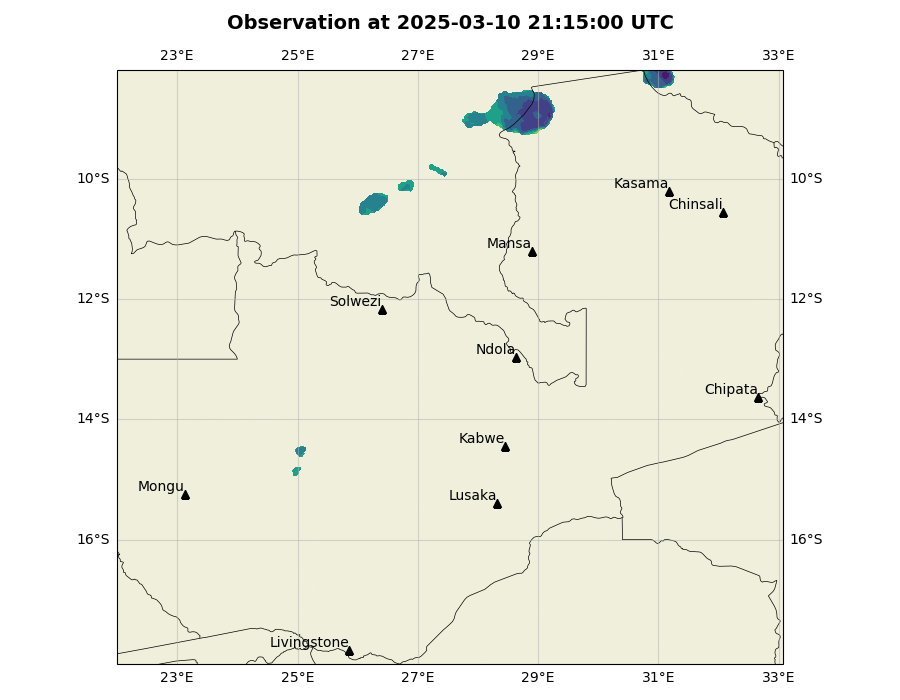 Observation at 2025-03-10 21:15:00 UTC
23°E 25°E 27°E 29°E 31°E 33°E
10°S 10°S
Kasama
Chinsali
Mansa
12°S 12°S
Solwezi
Ndola
Chipata
14°S 14°S
Kabwe
Mongu
Lusaka
16°S 16°S
Livingstone
23°E 25°E 27°E 29°E 31°E 33°E